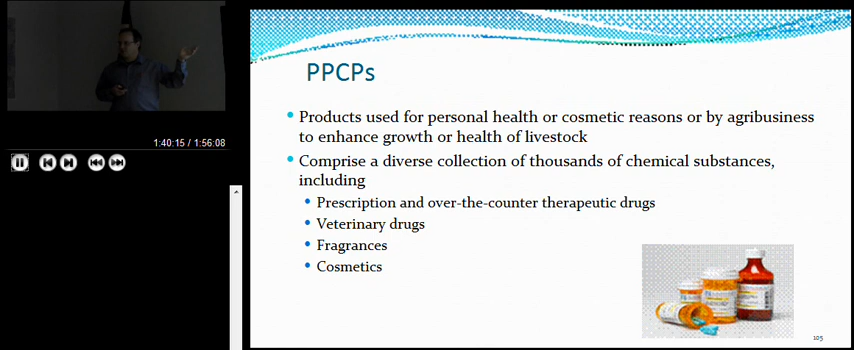 1:40:15 / 1:56:08
PPCPs
• Products used for personal health or cosmetic reasons or by agribusiness
to enhance growth or health of livestock
• Comprise a diverse collection of thousands of chemical substances,
including
• Prescription and over-the-counter therapeutic drugs
• Veterinary drugs
• Fragrances
• Cosmetics
105